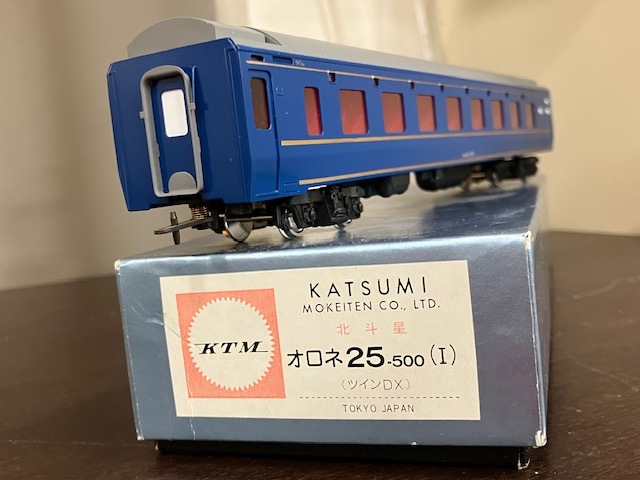 KATSUMI
MOKEITEN CO., LTD.
北斗星
KTM
オロネ25-500(I)
(ツインDX)
TOKYO JAPAN